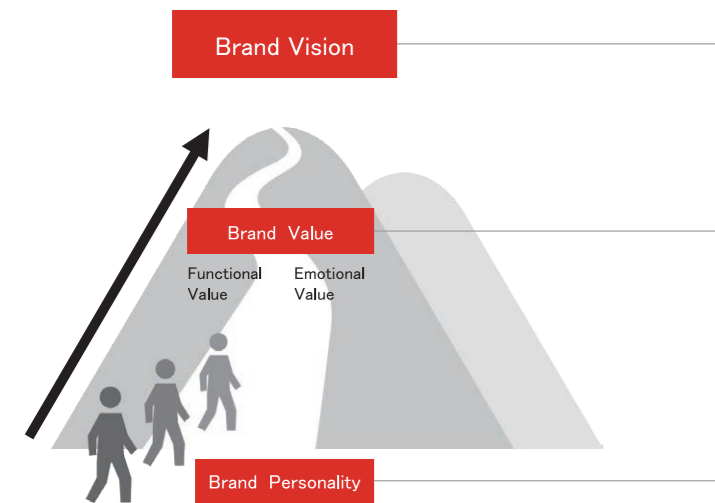 Brand Vision
Brand Value
Functional Value
Emotional Value
Brand Personality